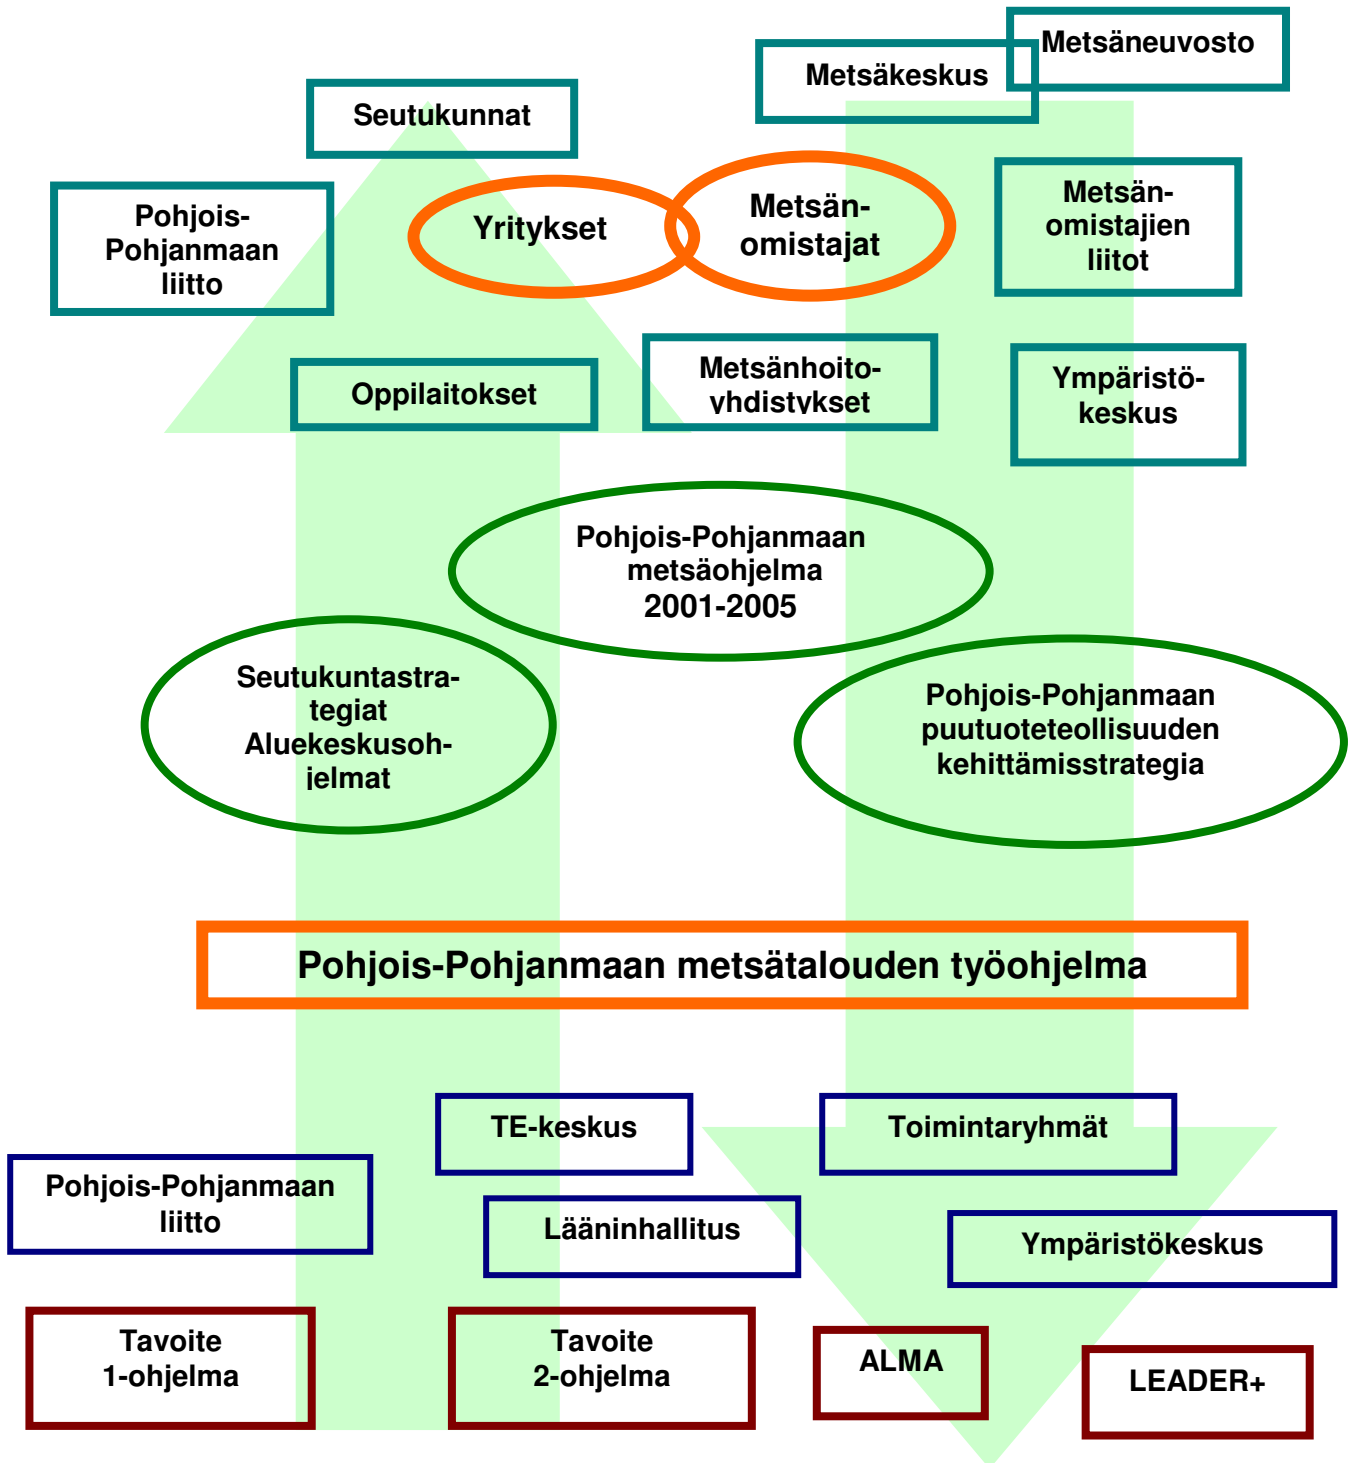 Metsäneuvosto
Metsäkeskus
Seutukunnat
Pohjois-
Pohjanmaan
liitto
Yritykset
Metsän-
omistajat
Metsän-
omistajien
liitot
Oppilaitokset
Metsänhoito-
yhdistykset
Ympäristö-
keskus
Pohjois-Pohjanmaan
metsäohjelma
2001-2005
Seutukuntastra-
tegiat
Aluekeskusoh-
jelmat
Pohjois-Pohjanmaan
puutuoteteollisuuden
kehittämisstrategia
Pohjois-Pohjanmaan metsätalouden työohjelma
TE-keskus
Toimintaryhmät
Pohjois-Pohjanmaan
liitto
Lääninhallitus
Ympäristökeskus
Tavoite
1-ohjelma
Tavoite
2-ohjelma
ALMA
LEADER+